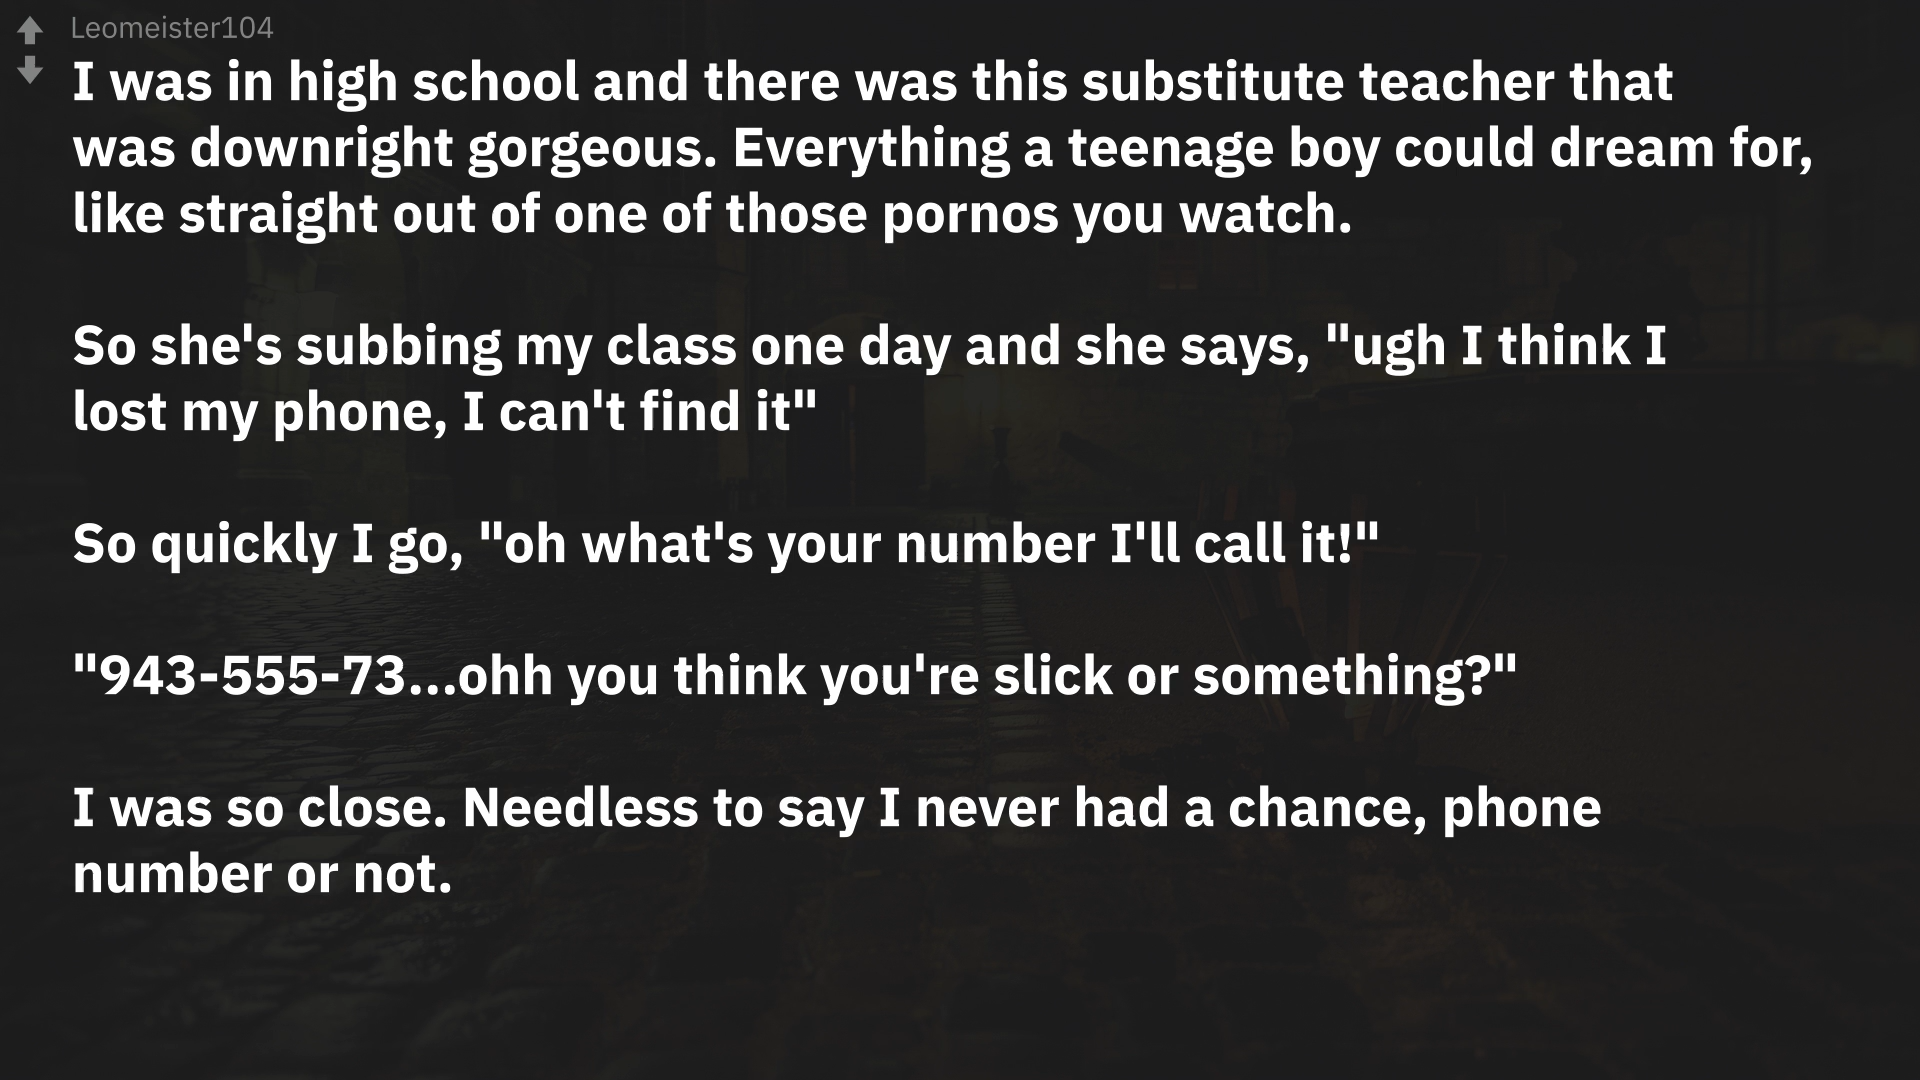 Leomeister104
I was in high school and there was this substitute teacher that
was downright gorgeous. Everything a teenage boy could dream for,
like straight out of one of those pornos you watch.
So she's subbing my class one day and she says, "ugh I think I
lost my phone, I can't find it"
So quickly I go, "oh what's your number I'll call it!"
"943-555-73...ohh you think you're slick or something?"
I was so close. Needless to say I never had a chance, phone
number or not.